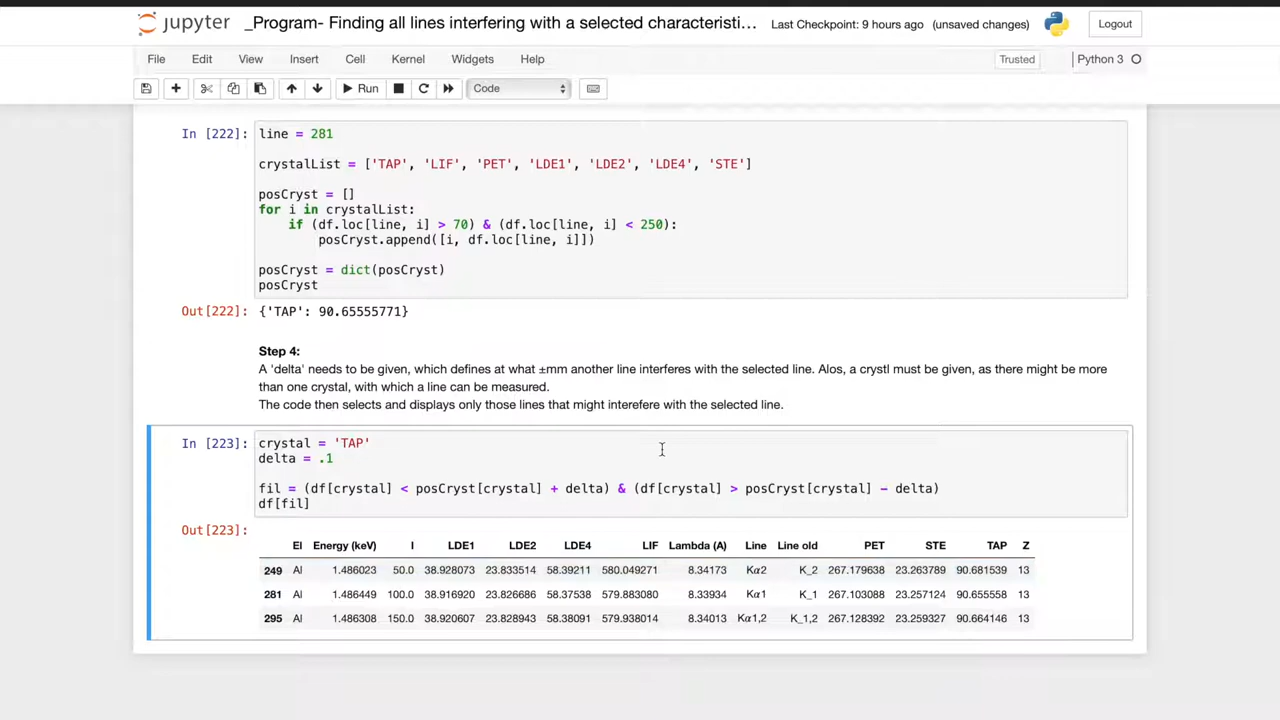 jupyter _Program- Finding all lines interfering with a selected characteristi... Last Checkpoint: 9 hours ago (unsaved changes) Logout
File Edit View Insert Cell Kernel Widgets Help Trusted Python 3
Run Code
In [222]: line = 281
crystalList = ['TAP', 'LIF', 'PET', 'LDE1', 'LDE2', 'LDE4', 'STE']
posCryst = []
for i in crystalList:
if (df.loc[line, i] > 70) & (df.loc[line, i] < 250):
posCryst.append([i, df.loc[line, i]])
posCryst = dict(posCryst)
posCryst
Out[222]: {'TAP': 90.65555771}
Step 4:
A 'delta' needs to be given, which defines at what ±mm another line interferes with the selected line. Alos, a crystl must be given, as there might be more
than one crystal, with which a line can be measured.
The code then selects and displays only those lines that might interefere with the selected line.
In [223]: crystal = 'TAP'
delta = .1
fil = (df[crystal] < posCryst[crystal] + delta) & (df[crystal] > posCryst[crystal] - delta)
df[fil]
Out[223]:
El Energy (keV) I LDE1 LDE2 LDE4 LIF Lambda (A) Line Line old PET STE TAP Z
249 Al 1.486023 50.0 38.928073 23.833514 58.39211 580.049271 8.34173 Kα2 K_2 267.179638 23.263789 90.681539 13
281 Al 1.486449 100.0 38.916920 23.826686 58.37538 579.883080 8.33934 Kα1 K_1 267.103088 23.257124 90.655558 13
295 Al 1.486308 150.0 38.920607 23.828943 58.38091 579.938014 8.34013 Kα1,2 K_1,2 267.128392 23.259327 90.664146 13